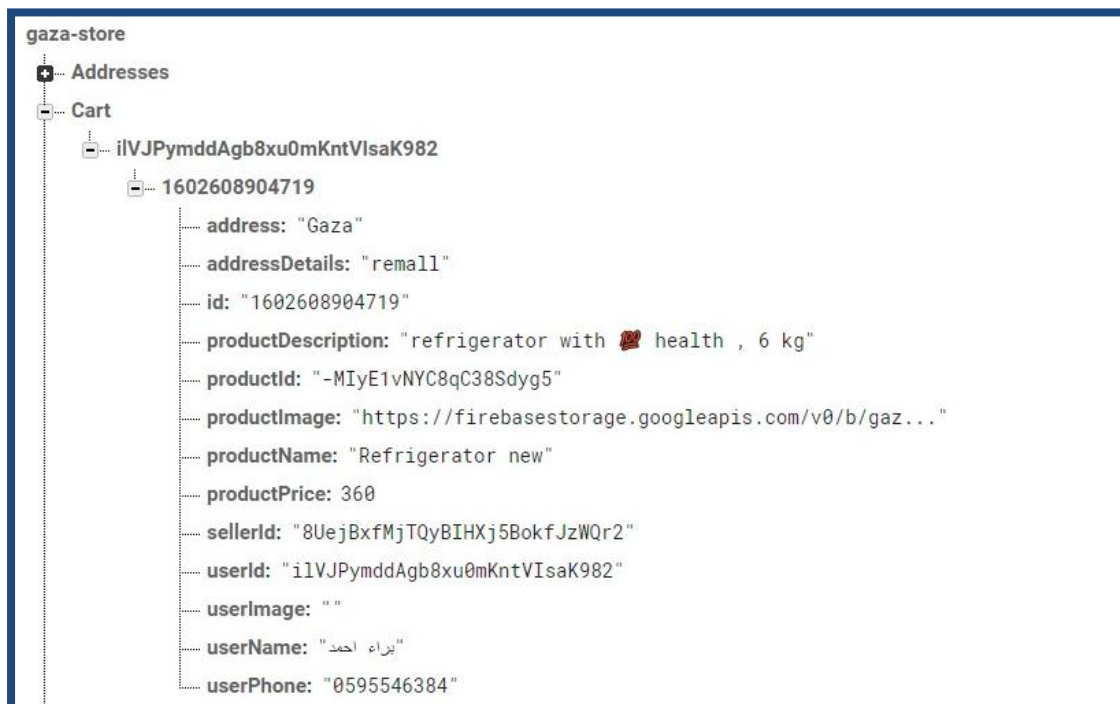 gaza-store
Addresses
Cart
ilVJPymddAgb8xu0mKntVIsaK982
1602608904719
address: "Gaza"
addressDetails: "remall"
id: "1602608904719"
productDescription: "refrigerator with 💯 health , 6 kg"
productId: "-MIyE1vNYC8qC38Sdyg5"
productImage: "https://firebasestorage.googleapis.com/v0/b/gaz..."
productName: "Refrigerator new"
productPrice: 360
sellerId: "8UejBxfMjTQyBIHXj5BokfJzWQr2"
userId: "ilVJPymddAgb8xu0mKntVIsaK982"
userImage: ""
userName: "براء احمد"
userPhone: "0595546384"